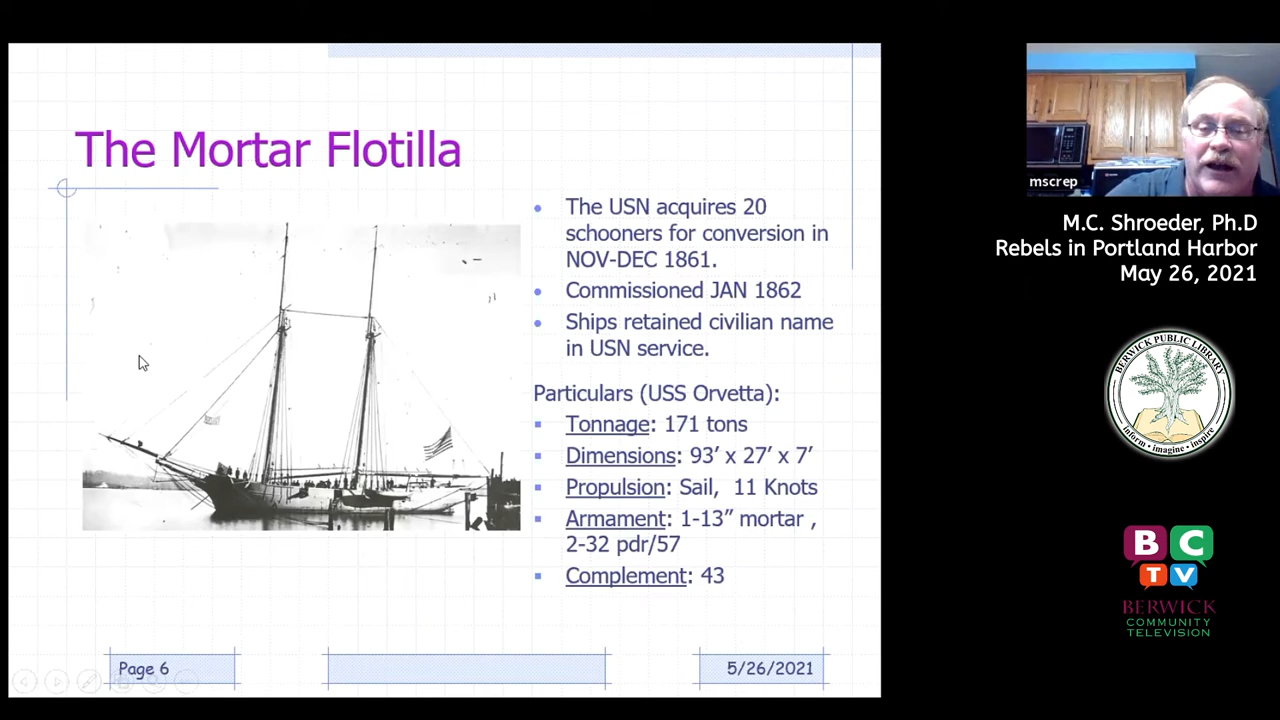 The Mortar Flotilla
The USN acquires 20
schooners for conversion in
NOV-DEC 1861.
Commissioned JAN 1862
Ships retained civilian name
in USN service.
Particulars (USS Orvetta):
Tonnage: 171 tons
Dimensions: 93’ x 27’ x 7’
Propulsion: Sail, 11 Knots
Armament: 1-13” mortar ,
2-32 pdr/57
Complement: 43
Page 6
5/26/2021
mscrep
M.C. Shroeder, Ph.D
Rebels in Portland Harbor
May 26, 2021
BERWICK PUBLIC LIBRARY
inform • imagine • inspire
B C
T V
BERWICK
COMMUNITY
TELEVISION